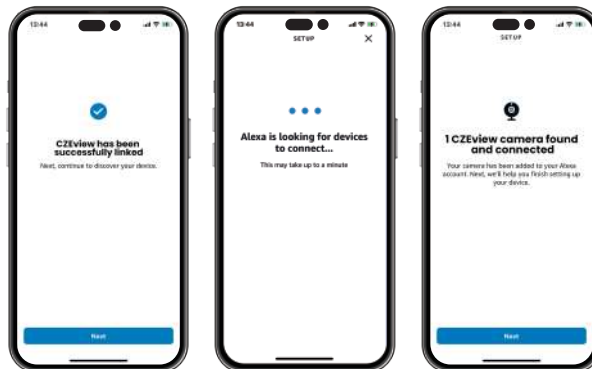 13:44
CZEview has been
successfully linked
Next, continue to discover your device.
Next
13:44
SETUP
Alexa is looking for devices
to connect...
This may take up to a minute
13:44
SETUP
1 CZEview camera found
and connected
Your camera has been added to your Alexa
account. Next, we'll help you finish setting up
your device.
Next